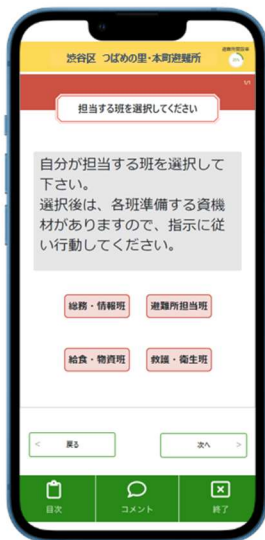 渋谷区 つばめの里・本町避難所
1/1
担当する班を選択してください
自分が担当する班を選択して
下さい。
選択後は、各班準備する資機
材がありますので、指示に従
い行動してください。
総務・情報班 避難所担当班
給食・物資班 救護・衛生班
< 戻る 次へ >
目次 コメント 終了